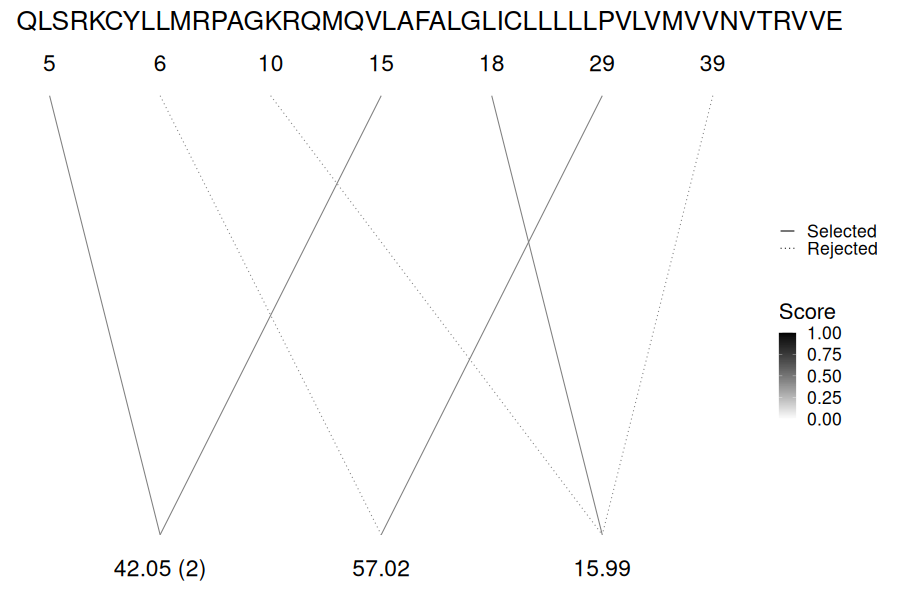 QLSRKCYLLMRPAGKRQMQVLAFALGLICLLLLLPVLVMVVNVTRVVE
5 6 10 15 18 29 39
Selected
Rejected
Score
1.00
0.75
0.50
0.25
0.00
42.05 (2) 57.02 15.99